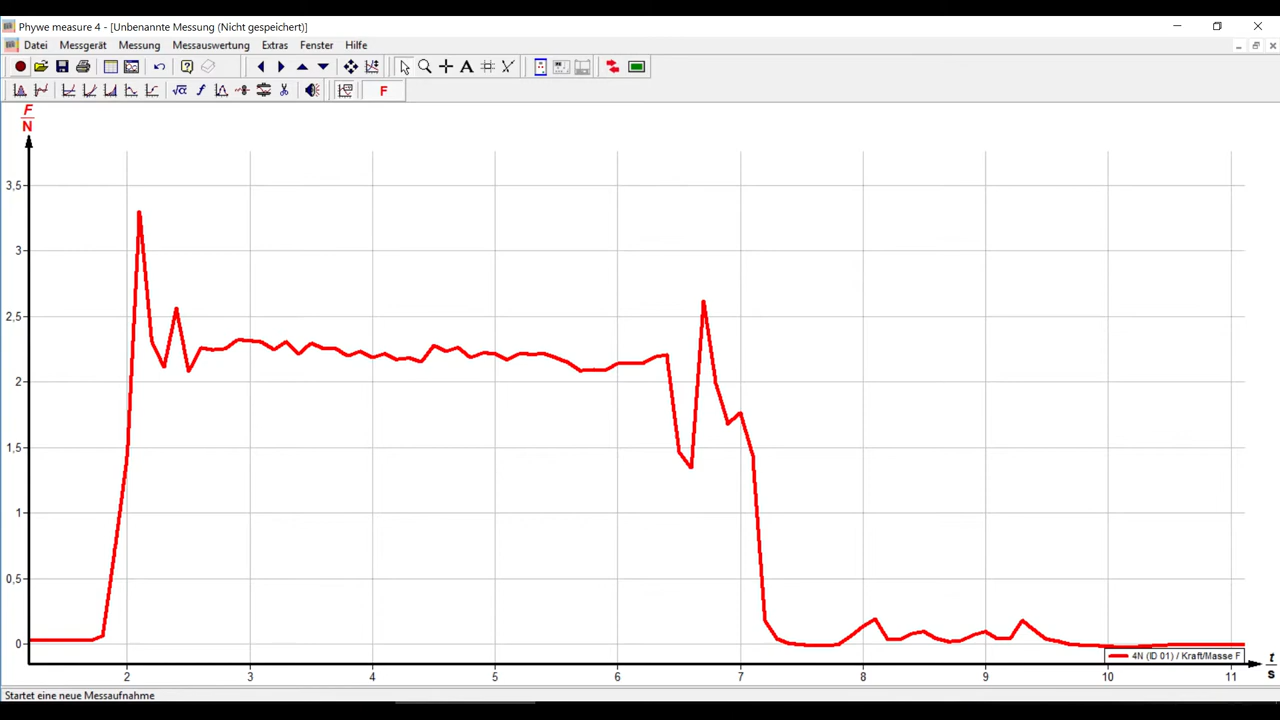 Phywe measure 4 - [Unbenannte Messung (Nicht gespeichert)]
Datei Messgerät Messung Messauswertung Extras Fenster Hilfe
F
F
N
3,5
3
2,5
2
1,5
1
0,5
0
4N (ID 01) / Kraft/Masse F
t
s
2 3 4 5 6 7 8 9 10 11
Startet eine neue Messaufnahme